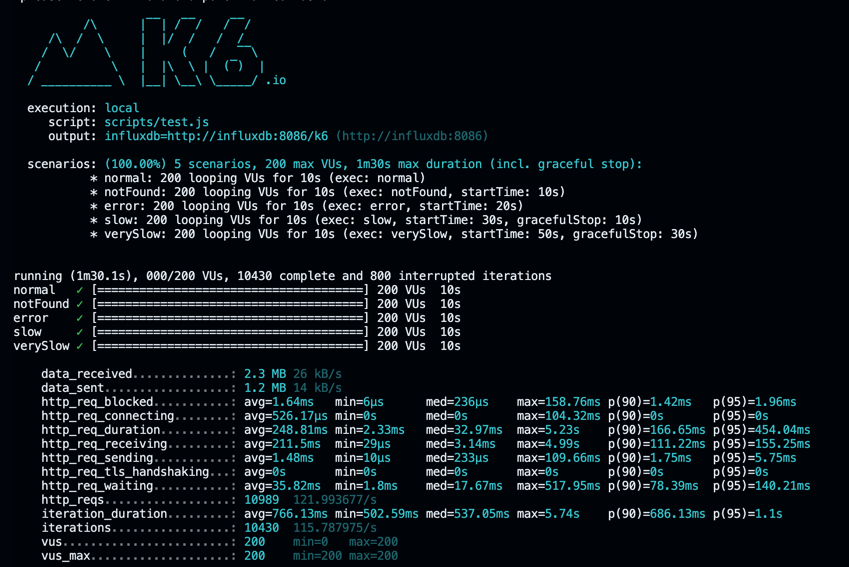 .io
execution: local
script: scripts/test.js
output: influxdb=http://influxdb:8086/k6 (http://influxdb:8086)
scenarios: (100.00%) 5 scenarios, 200 max VUs, 1m30s max duration (incl. graceful stop):
* normal: 200 looping VUs for 10s (exec: normal)
* notFound: 200 looping VUs for 10s (exec: notFound, startTime: 10s)
* error: 200 looping VUs for 10s (exec: error, startTime: 20s)
* slow: 200 looping VUs for 10s (exec: slow, startTime: 30s, gracefulStop: 10s)
* verySlow: 200 looping VUs for 10s (exec: verySlow, startTime: 50s, gracefulStop: 30s)
running (1m30.1s), 000/200 VUs, 10430 complete and 800 interrupted iterations
normal ✓ [======================================] 200 VUs 10s
notFound ✓ [======================================] 200 VUs 10s
error ✓ [======================================] 200 VUs 10s
slow ✓ [======================================] 200 VUs 10s
verySlow ✓ [======================================] 200 VUs 10s
data_received..............: 2.3 MB 26 kB/s
data_sent..................: 1.2 MB 14 kB/s
http_req_blocked...........: avg=1.64ms min=6µs med=236µs max=158.76ms p(90)=1.42ms p(95)=1.96ms
http_req_connecting........: avg=526.17µs min=0s med=0s max=104.32ms p(90)=0s p(95)=0s
http_req_duration..........: avg=248.81ms min=2.33ms med=32.97ms max=5.23s p(90)=166.65ms p(95)=454.04ms
http_req_receiving.........: avg=211.5ms min=29µs med=3.14ms max=4.99s p(90)=111.22ms p(95)=155.25ms
http_req_sending...........: avg=1.48ms min=10µs med=233µs max=109.66ms p(90)=1.75ms p(95)=5.75ms
http_req_tls_handshaking...: avg=0s min=0s med=0s max=0s p(90)=0s p(95)=0s
http_req_waiting...........: avg=35.82ms min=1.8ms med=17.67ms max=517.95ms p(90)=78.39ms p(95)=140.21ms
http_reqs..................: 10989 121.993677/s
iteration_duration.........: avg=766.13ms min=502.59ms med=537.05ms max=5.74s p(90)=686.13ms p(95)=1.1s
iterations.................: 10430 115.787975/s
vus........................: 200 min=0 max=200
vus_max....................: 200 min=200 max=200